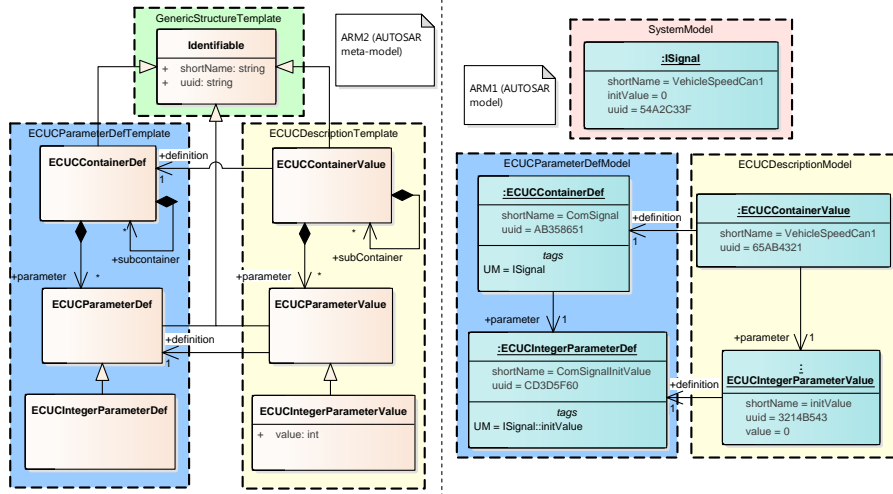 GenericStructureTemplate
Identifiable
+ shortName: string
+ uuid: string
ARM2 (AUTOSAR
meta-model)
ECUCParameterDefTemplate
ECUCContainerDef
+definition
1
*
+subcontainer
+parameter
*
ECUCParameterDef
+definition
1
ECUCIntegerParameterDef
ECUCDescriptionTemplate
ECUCContainerValue
*
+subContainer
+parameter
*
ECUCParameterValue
ECUCIntegerParameterValue
+ value: int
ARM1 (AUTOSAR
model)
SystemModel
:ISignal
shortName = VehicleSpeedCan1
initValue = 0
uuid = 54A2C33F
ECUCParameterDefModel
:ECUCContainerDef
shortName = ComSignal
uuid = AB358651
tags
UM = ISignal
+definition
1
+parameter
1
:ECUCIntegerParameterDef
shortName = ComSignalInitValue
uuid = CD3D5F60
tags
UM = ISignal::initValue
+definition
1
ECUCDescriptionModel
:ECUCContainerValue
shortName = VehicleSpeedCan1
uuid = 65AB4321
+parameter
1
:
ECUCIntegerParameterValue
shortName = initValue
uuid = 3214B543
value = 0